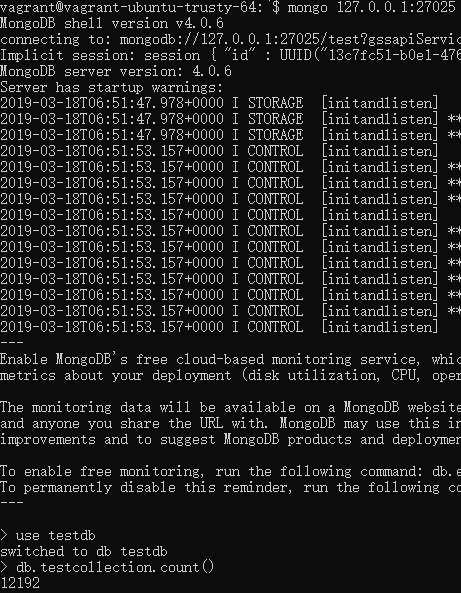 vagrant@vagrant-ubuntu-trusty-64:~$ mongo 127.0.0.1:27025
MongoDB shell version v4.0.6
connecting to: mongodb://127.0.0.1:27025/test?gssapiServic
Implicit session: session { "id" : UUID("13c7fc51-b0e1-476
MongoDB server version: 4.0.6
Server has startup warnings:
2019-03-18T06:51:47.978+0000 I STORAGE  [initandlisten]
2019-03-18T06:51:47.978+0000 I STORAGE  [initandlisten] **
2019-03-18T06:51:47.978+0000 I STORAGE  [initandlisten] **
2019-03-18T06:51:53.157+0000 I CONTROL  [initandlisten]
2019-03-18T06:51:53.157+0000 I CONTROL  [initandlisten] **
2019-03-18T06:51:53.157+0000 I CONTROL  [initandlisten] **
2019-03-18T06:51:53.157+0000 I CONTROL  [initandlisten]
2019-03-18T06:51:53.157+0000 I CONTROL  [initandlisten]
2019-03-18T06:51:53.157+0000 I CONTROL  [initandlisten] **
2019-03-18T06:51:53.157+0000 I CONTROL  [initandlisten] **
2019-03-18T06:51:53.157+0000 I CONTROL  [initandlisten] **
2019-03-18T06:51:53.157+0000 I CONTROL  [initandlisten] **
2019-03-18T06:51:53.157+0000 I CONTROL  [initandlisten] **
2019-03-18T06:51:53.157+0000 I CONTROL  [initandlisten] **
2019-03-18T06:51:53.157+0000 I CONTROL  [initandlisten]
---
Enable MongoDB's free cloud-based monitoring service, whic
metrics about your deployment (disk utilization, CPU, oper

The monitoring data will be available on a MongoDB website
and anyone you share the URL with. MongoDB may use this in
improvements and to suggest MongoDB products and deploymen

To enable free monitoring, run the following command: db.e
To permanently disable this reminder, run the following co
---

> use testdb
switched to db testdb
> db.testcollection.count()
12192